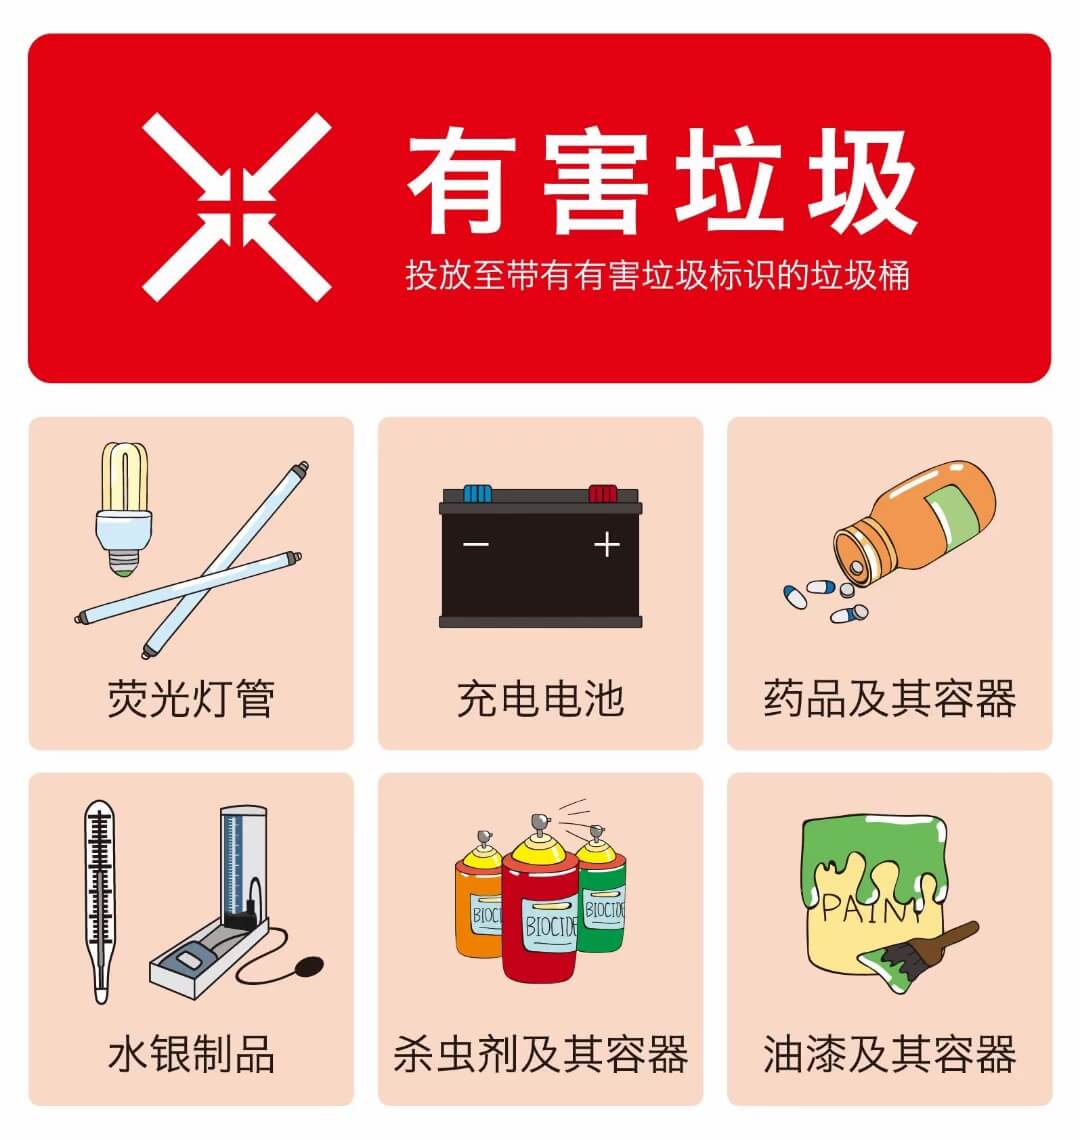 有害垃圾
投放至带有有害垃圾标识的垃圾桶
荧光灯管
充电电池
药品及其容器
BIOCI
BIOCIDE
BIOCIDE
PAINT
水银制品
杀虫剂及其容器
油漆及其容器